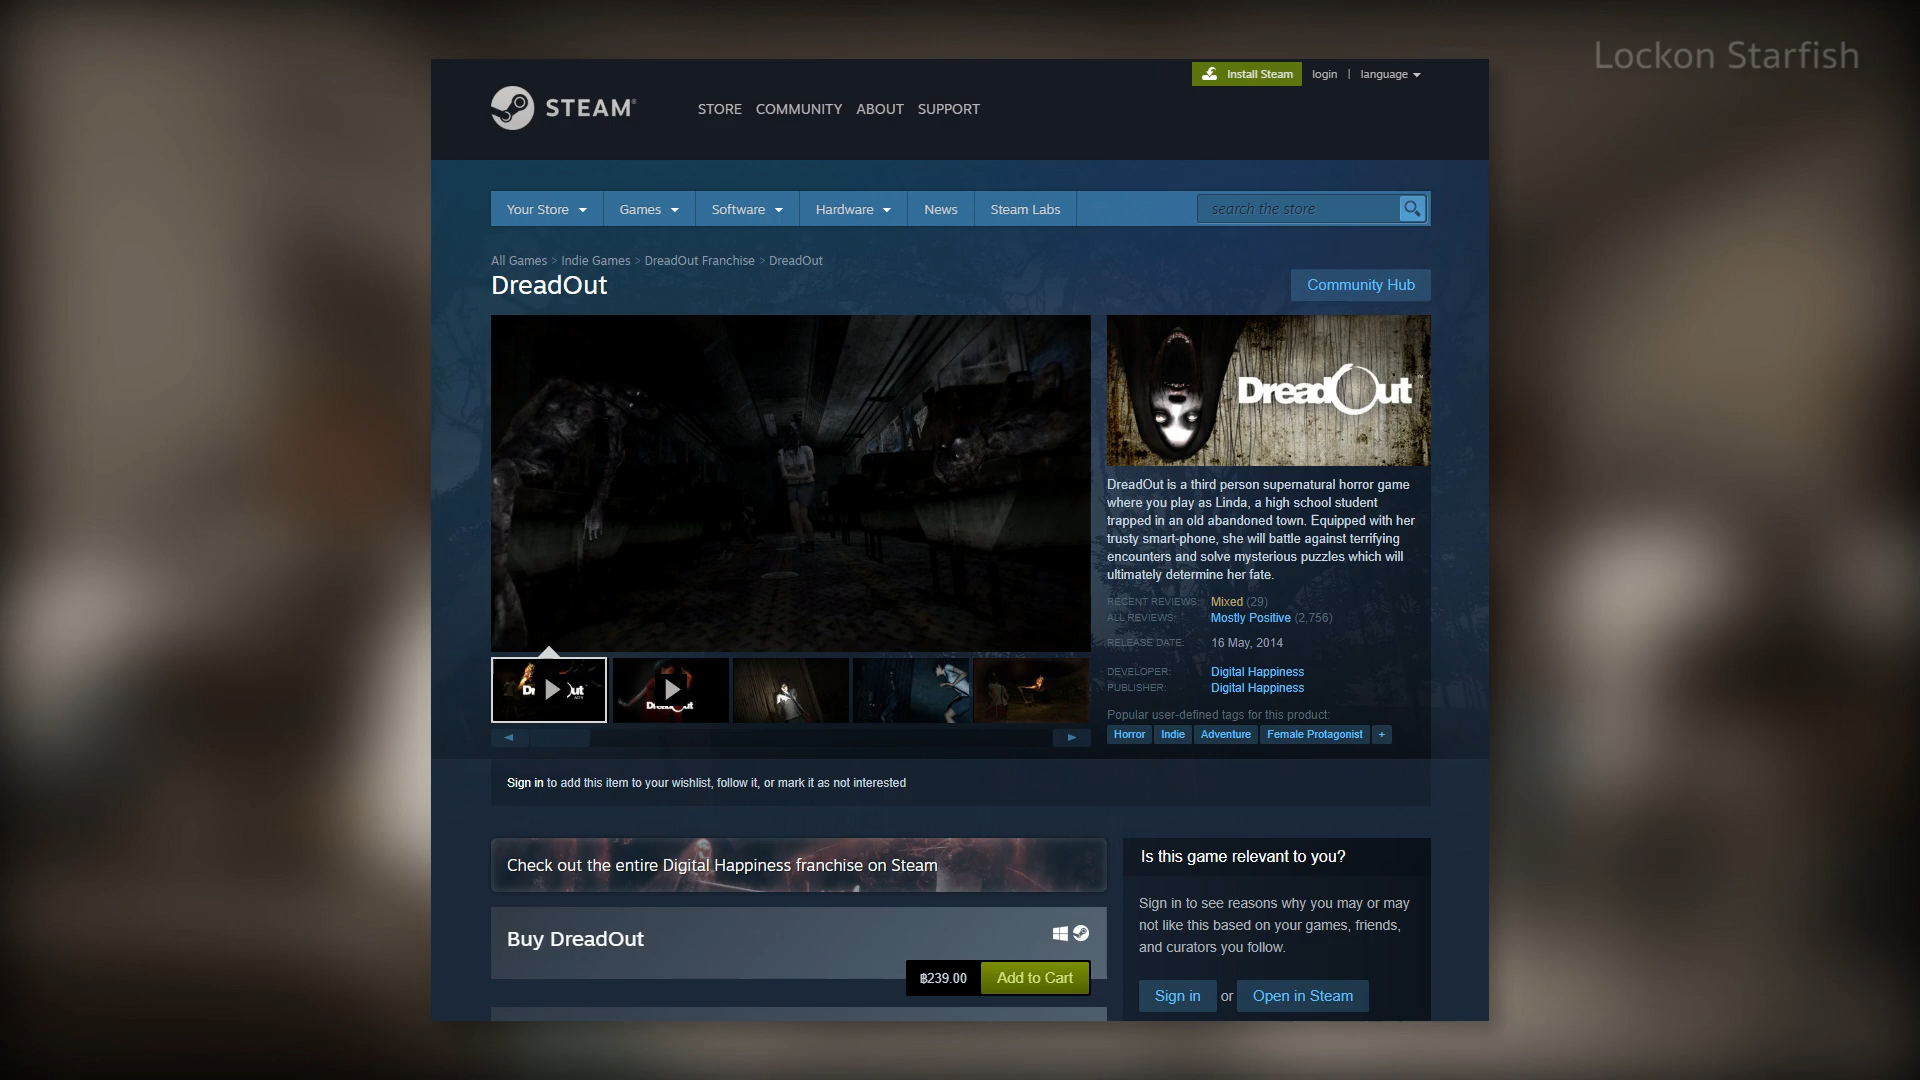 Lockon Starfish
Install Steam login | language
STEAM®
STORE COMMUNITY ABOUT SUPPORT
Your Store Games Software Hardware News Steam Labs search the store
All Games > Indie Games > DreadOut Franchise > DreadOut
DreadOut
Community Hub
DreadOut™
DreadOut is a third person supernatural horror game
where you play as Linda, a high school student
trapped in an old abandoned town. Equipped with her
trusty smart-phone, she will battle against terrifying
encounters and solve mysterious puzzles which will
ultimately determine her fate.
RECENT REVIEWS: Mixed (29)
ALL REVIEWS: Mostly Positive (2,756)
RELEASE DATE: 16 May, 2014
DEVELOPER: Digital Happiness
PUBLISHER: Digital Happiness
Popular user-defined tags for this product:
Horror Indie Adventure Female Protagonist +
Sign in to add this item to your wishlist, follow it, or mark it as not interested
Check out the entire Digital Happiness franchise on Steam
Buy DreadOut
฿239.00 Add to Cart
Is this game relevant to you?
Sign in to see reasons why you may or may
not like this based on your games, friends,
and curators you follow.
Sign in or Open in Steam